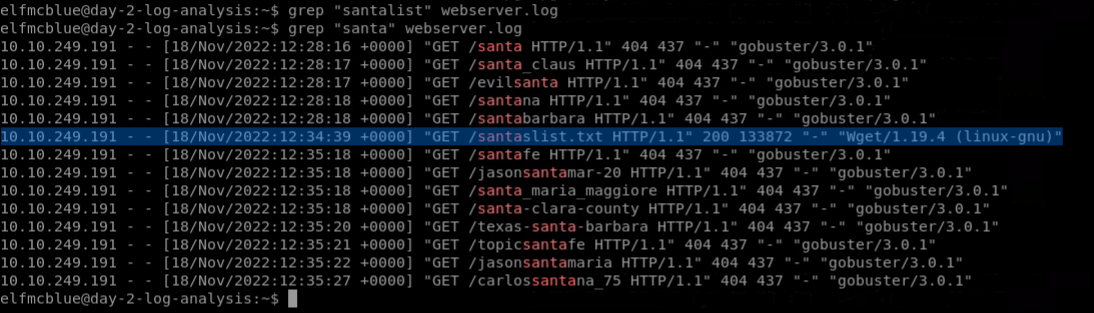 elfmcblue@day-2-log-analysis:~$ grep "santalist" webserver.log
elfmcblue@day-2-log-analysis:~$ grep "santa" webserver.log
10.10.249.191 - - [18/Nov/2022:12:28:16 +0000] "GET /santa HTTP/1.1" 404 437 "-" "gobuster/3.0.1"
10.10.249.191 - - [18/Nov/2022:12:28:17 +0000] "GET /santa_claus HTTP/1.1" 404 437 "-" "gobuster/3.0.1"
10.10.249.191 - - [18/Nov/2022:12:28:17 +0000] "GET /evilsanta HTTP/1.1" 404 437 "-" "gobuster/3.0.1"
10.10.249.191 - - [18/Nov/2022:12:28:18 +0000] "GET /santana HTTP/1.1" 404 437 "-" "gobuster/3.0.1"
10.10.249.191 - - [18/Nov/2022:12:28:18 +0000] "GET /santabarbara HTTP/1.1" 404 437 "-" "gobuster/3.0.1"
10.10.249.191 - - [18/Nov/2022:12:34:39 +0000] "GET /santaslist.txt HTTP/1.1" 200 133872 "-" "Wget/1.19.4 (linux-gnu)"
10.10.249.191 - - [18/Nov/2022:12:35:18 +0000] "GET /santafe HTTP/1.1" 404 437 "-" "gobuster/3.0.1"
10.10.249.191 - - [18/Nov/2022:12:35:18 +0000] "GET /jasonsantamar-20 HTTP/1.1" 404 437 "-" "gobuster/3.0.1"
10.10.249.191 - - [18/Nov/2022:12:35:18 +0000] "GET /santa_maria_maggiore HTTP/1.1" 404 437 "-" "gobuster/3.0.1"
10.10.249.191 - - [18/Nov/2022:12:35:18 +0000] "GET /santa-clara-county HTTP/1.1" 404 437 "-" "gobuster/3.0.1"
10.10.249.191 - - [18/Nov/2022:12:35:20 +0000] "GET /texas-santa-barbara HTTP/1.1" 404 437 "-" "gobuster/3.0.1"
10.10.249.191 - - [18/Nov/2022:12:35:21 +0000] "GET /topicsantafe HTTP/1.1" 404 437 "-" "gobuster/3.0.1"
10.10.249.191 - - [18/Nov/2022:12:35:22 +0000] "GET /jasonsantamaria HTTP/1.1" 404 437 "-" "gobuster/3.0.1"
10.10.249.191 - - [18/Nov/2022:12:35:27 +0000] "GET /carlossantana_75 HTTP/1.1" 404 437 "-" "gobuster/3.0.1"
elfmcblue@day-2-log-analysis:~$